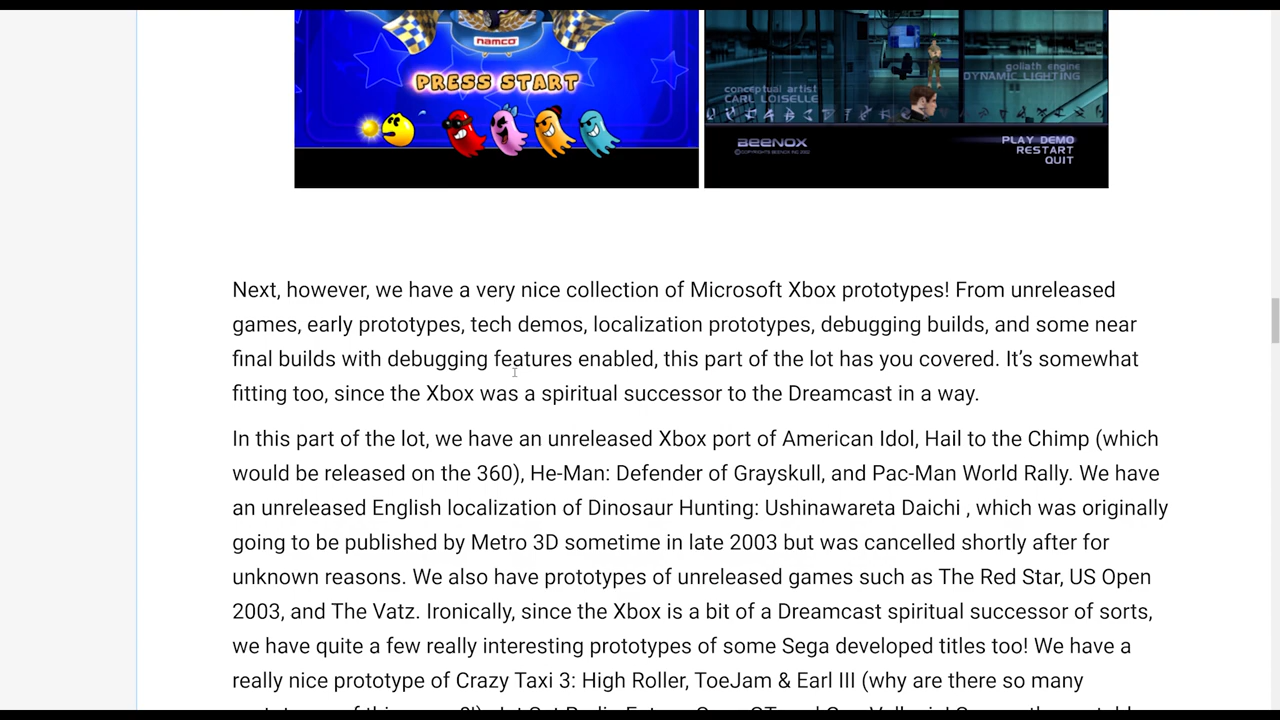 namco
PRESS START
goliath engine
DYNAMIC LIGHTING
conceptual artist
CARL LOISELLE
BEENOX
PLAY DEMO
RESTART
QUIT
Next, however, we have a very nice collection of Microsoft Xbox prototypes! From unreleased
games, early prototypes, tech demos, localization prototypes, debugging builds, and some near
final builds with debugging features enabled, this part of the lot has you covered. It’s somewhat
fitting too, since the Xbox was a spiritual successor to the Dreamcast in a way.
In this part of the lot, we have an unreleased Xbox port of American Idol, Hail to the Chimp (which
would be released on the 360), He-Man: Defender of Grayskull, and Pac-Man World Rally. We have
an unreleased English localization of Dinosaur Hunting: Ushinawareta Daichi , which was originally
going to be published by Metro 3D sometime in late 2003 but was cancelled shortly after for
unknown reasons. We also have prototypes of unreleased games such as The Red Star, US Open
2003, and The Vatz. Ironically, since the Xbox is a bit of a Dreamcast spiritual successor of sorts,
we have quite a few really interesting prototypes of some Sega developed titles too! We have a
really nice prototype of Crazy Taxi 3: High Roller, ToeJam & Earl III (why are there so many